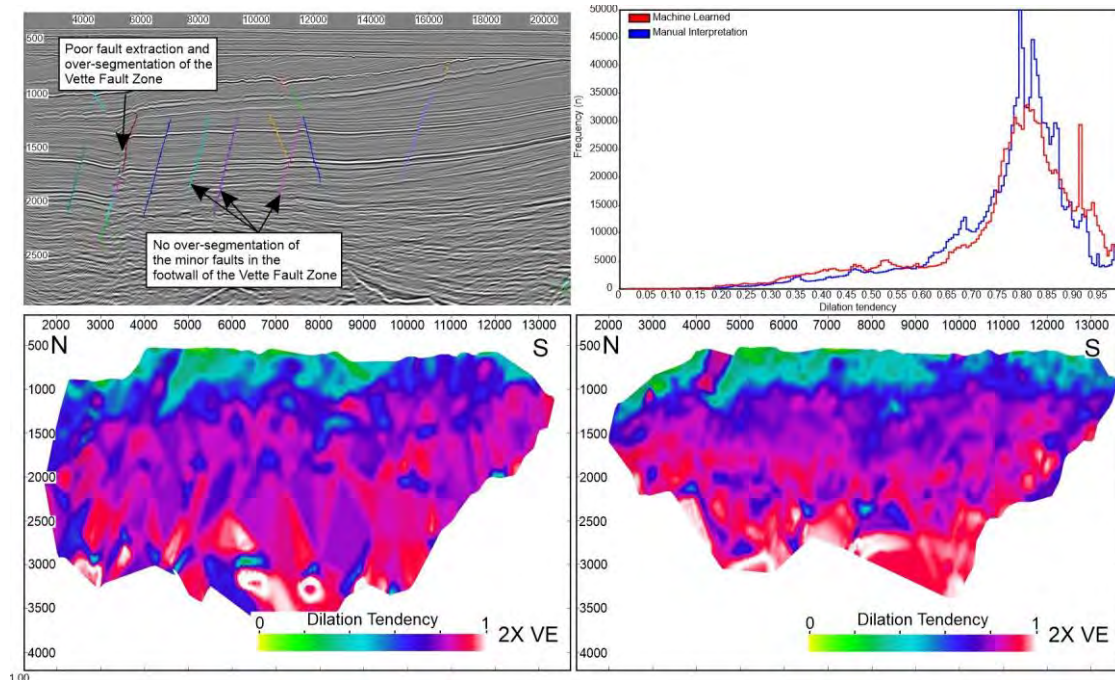 4000 6000 8000 10000 12000 14000 16000 20000
500
1000
1500
2000
2500
Poor fault extraction and
over-segmentation of the
Vette Fault Zone
No over-segmentation of
the minor faults in the
footwall of the Vette Fault Zone
Machine Learned
Manual Interpretation
Frequency (n)
50000
45000
40000
35000
30000
25000
20000
15000
10000
5000
0
0 0.05 0.10 0.15 0.20 0.25 0.30 0.35 0.40 0.45 0.50 0.55 0.60 0.65 0.70 0.75 0.80 0.85 0.90 0.95
Dilation tendency
2000 3000 4000 5000 6000 7000 8000 9000 10000 11000 12000 13000
N S
500
1000
1500
2000
2500
3000
3500
4000
Dilation Tendency
0 1
2X VE
2000 3000 4000 5000 6000 7000 8000 9000 10000 11000 12000 13000
N S
500
1000
1500
2000
2500
3000
3500
4000
Dilation Tendency
0 1
2X VE
1.00